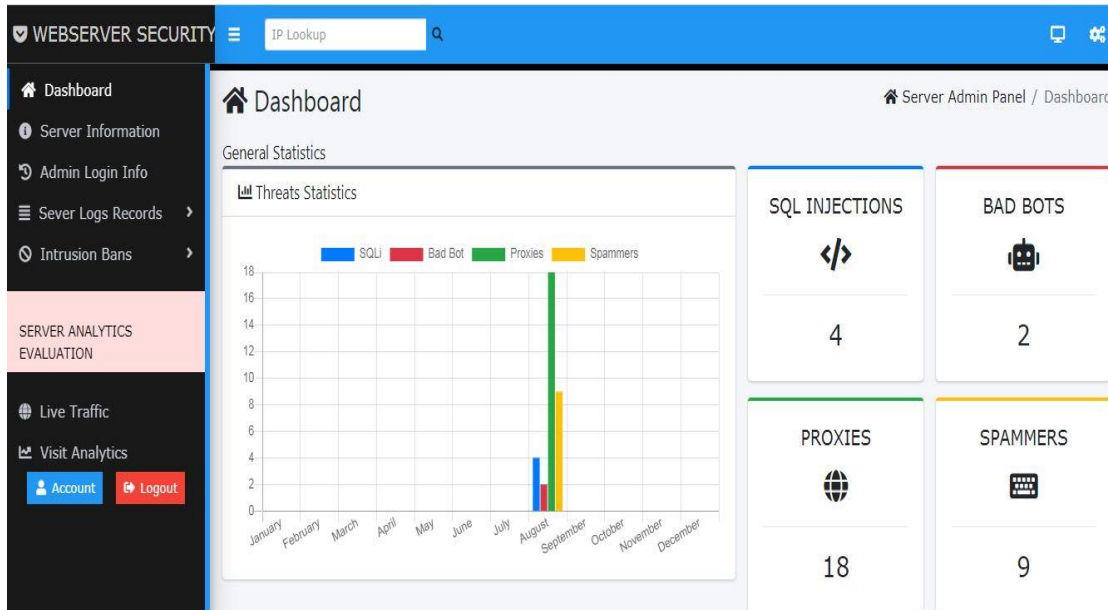 WEBSERVER SECURITY
IP Lookup
Dashboard
Server Information
Admin Login Info
Sever Logs Records
Intrusion Bans
SERVER ANALYTICS
EVALUATION
Live Traffic
Visit Analytics
Account Logout
Dashboard
Server Admin Panel / Dashboard
General Statistics
Threats Statistics
SQLi Bad Bot Proxies Spammers
18
16
14
12
10
8
6
4
2
0
January February March April May June July August September October November December
SQL INJECTIONS
4
BAD BOTS
2
PROXIES
18
SPAMMERS
9